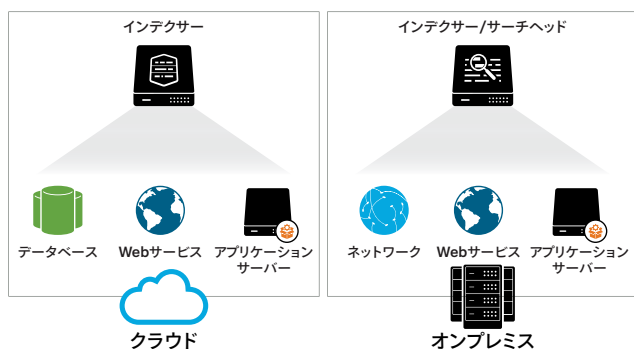 インデクサー
インデクサー/サーチヘッド
データベース
Webサービス
アプリケーション
サーバー
ネットワーク
Webサービス
アプリケーション
サーバー
クラウド
オンプレミス